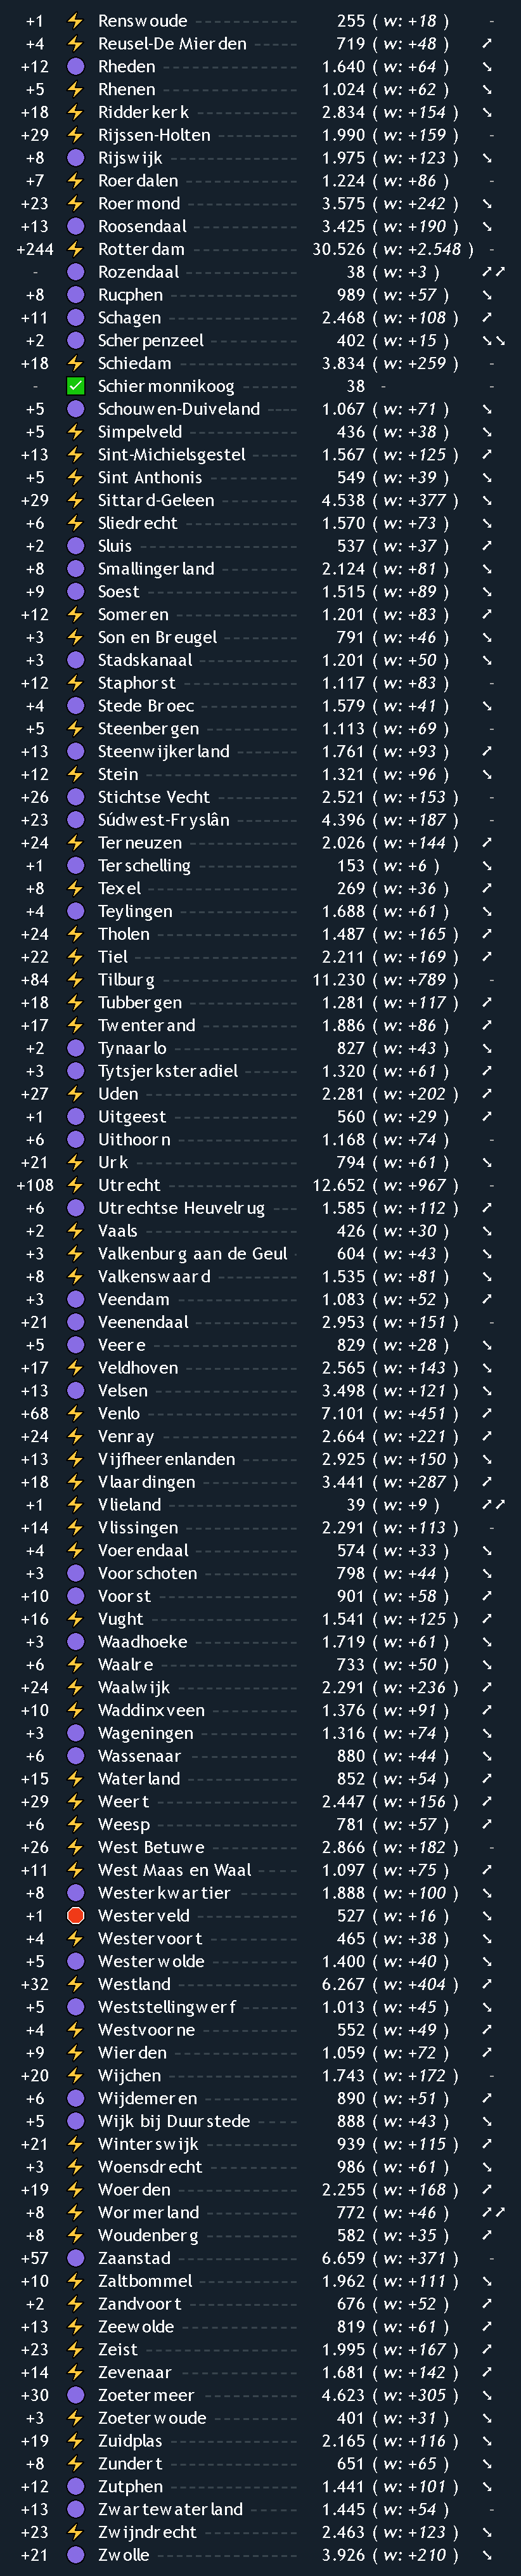 +1 ⚡ Renswoude 255 ( w: +18 ) -
+4 ⚡ Reusel-De Mierden 719 ( w: +48 ) ➚
+12 🟣 Rheden 1.640 ( w: +64 ) ➘
+5 ⚡ Rhenen 1.024 ( w: +62 ) ➘
+18 ⚡ Ridderkerk 2.834 ( w: +154 ) ➘
+29 ⚡ Rijssen-Holten 1.990 ( w: +159 ) -
+8 🟣 Rijswijk 1.975 ( w: +123 ) ➘
+7 ⚡ Roerdalen 1.224 ( w: +86 ) -
+23 ⚡ Roermond 3.575 ( w: +242 ) ➘
+13 🟣 Roosendaal 3.425 ( w: +190 ) ➘
+244 ⚡ Rotterdam 30.526 ( w: +2.548 ) -
- 🟣 Rozendaal 38 ( w: +3 ) ➚➚
+8 🟣 Rucphen 989 ( w: +57 ) ➘
+11 🟣 Schagen 2.468 ( w: +108 ) ➚
+2 🟣 Scherpenzeel 402 ( w: +15 ) ➘➘
+18 ⚡ Schiedam 3.834 ( w: +259 ) -
- ✅ Schiermonnikoog 38 - -
+5 🟣 Schouwen-Duiveland 1.067 ( w: +71 ) ➘
+5 ⚡ Simpelveld 436 ( w: +38 ) ➘
+13 ⚡ Sint-Michielsgestel 1.567 ( w: +125 ) ➚
+5 ⚡ Sint Anthonis 549 ( w: +39 ) ➘
+29 ⚡ Sittard-Geleen 4.538 ( w: +377 ) ➘
+6 ⚡ Sliedrecht 1.570 ( w: +73 ) ➘
+2 🟣 Sluis 537 ( w: +37 ) ➚
+8 🟣 Smallingerland 2.124 ( w: +81 ) ➘
+9 🟣 Soest 1.515 ( w: +89 ) ➘
+12 ⚡ Someren 1.201 ( w: +83 ) ➚
+3 ⚡ Son en Breugel 791 ( w: +46 ) ➘
+3 🟣 Stadskanaal 1.201 ( w: +50 ) ➘
+12 ⚡ Staphorst 1.117 ( w: +83 ) -
+4 🟣 Stede Broec 1.579 ( w: +41 ) ➘
+5 ⚡ Steenbergen 1.113 ( w: +69 ) -
+13 🟣 Steenwijkerland 1.761 ( w: +93 ) ➚
+12 ⚡ Stein 1.321 ( w: +96 ) ➘
+26 🟣 Stichtse Vecht 2.521 ( w: +153 ) -
+23 🟣 Súdwest-Fryslân 4.396 ( w: +187 ) -
+24 ⚡ Terneuzen 2.026 ( w: +144 ) ➚
+1 🟣 Terschelling 153 ( w: +6 ) ➘
+8 ⚡ Texel 269 ( w: +36 ) ➚
+4 🟣 Teylingen 1.688 ( w: +61 ) ➘
+24 ⚡ Tholen 1.487 ( w: +165 ) ➚
+22 ⚡ Tiel 2.211 ( w: +169 ) ➚
+84 ⚡ Tilburg 11.230 ( w: +789 ) -
+18 ⚡ Tubbergen 1.281 ( w: +117 ) ➚
+17 ⚡ Twenterand 1.886 ( w: +86 ) ➚
+2 🟣 Tynaarlo 827 ( w: +43 ) ➘
+3 🟣 Tytsjerksteradiel 1.320 ( w: +61 ) ➚
+27 ⚡ Uden 2.281 ( w: +202 ) ➚
+1 🟣 Uitgeest 560 ( w: +29 ) ➚
+6 🟣 Uithoorn 1.168 ( w: +74 ) -
+21 ⚡ Urk 794 ( w: +61 ) ➘
+108 ⚡ Utrecht 12.652 ( w: +967 ) -
+6 🟣 Utrechtse Heuvelrug 1.585 ( w: +112 ) ➚
+2 ⚡ Vaals 426 ( w: +30 ) ➘
+3 ⚡ Valkenburg aan de Geul 604 ( w: +43 ) ➘
+8 ⚡ Valkenswaard 1.535 ( w: +81 ) ➘
+3 🟣 Veendam 1.083 ( w: +52 ) ➚
+21 🟣 Veenendaal 2.953 ( w: +151 ) -
+5 🟣 Veere 829 ( w: +28 ) ➘
+17 ⚡ Veldhoven 2.565 ( w: +143 ) ➘
+13 🟣 Velsen 3.498 ( w: +121 ) ➘
+68 ⚡ Venlo 7.101 ( w: +451 ) ➚
+24 ⚡ Venray 2.664 ( w: +221 ) ➚
+13 ⚡ Vijfheerenlanden 2.925 ( w: +150 ) ➘
+18 ⚡ Vlaardingen 3.441 ( w: +287 ) ➚
+1 ⚡ Vlieland 39 ( w: +9 ) ➚➚
+14 ⚡ Vlissingen 2.291 ( w: +113 ) -
+4 ⚡ Voerendaal 574 ( w: +33 ) ➘
+3 🟣 Voorschoten 798 ( w: +44 ) ➘
+10 🟣 Voorst 901 ( w: +58 ) ➚
+16 ⚡ Vught 1.541 ( w: +125 ) ➚
+3 🟣 Waadhoeke 1.719 ( w: +61 ) ➘
+6 ⚡ Waalre 733 ( w: +50 ) ➘
+24 ⚡ Waalwijk 2.291 ( w: +236 ) ➚
+10 ⚡ Waddinxveen 1.376 ( w: +91 ) ➚
+3 🟣 Wageningen 1.316 ( w: +74 ) ➘
+6 🟣 Wassenaar 880 ( w: +44 ) ➘
+15 ⚡ Waterland 852 ( w: +54 ) ➚
+29 ⚡ Weert 2.447 ( w: +156 ) ➚
+6 ⚡ Weesp 781 ( w: +57 ) ➚
+26 ⚡ West Betuwe 2.866 ( w: +182 ) -
+11 ⚡ West Maas en Waal 1.097 ( w: +75 ) ➚
+8 🟣 Westerkwartier 1.888 ( w: +100 ) ➘
+1 🛑 Westerveld 527 ( w: +16 ) ➘
+4 ⚡ Westervoort 465 ( w: +38 ) ➘
+5 🟣 Westerwolde 1.400 ( w: +40 ) ➘
+32 ⚡ Westland 6.267 ( w: +404 ) ➚
+5 🟣 Weststellingwerf 1.013 ( w: +45 ) ➘
+4 ⚡ Westvoorne 552 ( w: +49 ) ➚
+9 ⚡ Wierden 1.059 ( w: +72 ) ➚
+20 ⚡ Wijchen 1.743 ( w: +172 ) -
+6 🟣 Wijdemeren 890 ( w: +51 ) ➚
+5 🟣 Wijk bij Duurstede 888 ( w: +43 ) ➘
+21 ⚡ Winterswijk 939 ( w: +115 ) ➚
+3 ⚡ Woensdrecht 986 ( w: +61 ) ➘
+19 ⚡ Woerden 2.255 ( w: +168 ) ➚
+8 ⚡ Wormerland 772 ( w: +46 ) ➚➚
+8 ⚡ Woudenberg 582 ( w: +35 ) ➚
+57 🟣 Zaanstad 6.659 ( w: +371 ) -
+10 ⚡ Zaltbommel 1.962 ( w: +111 ) ➘
+2 ⚡ Zandvoort 676 ( w: +52 ) ➚
+13 ⚡ Zeewolde 819 ( w: +61 ) ➚
+23 ⚡ Zeist 1.995 ( w: +167 ) ➚
+14 ⚡ Zevenaar 1.681 ( w: +142 ) ➚
+30 🟣 Zoetermeer 4.623 ( w: +305 ) ➘
+3 ⚡ Zoeterwoude 401 ( w: +31 ) ➘
+19 ⚡ Zuidplas 2.165 ( w: +116 ) ➘
+8 ⚡ Zundert 651 ( w: +65 ) ➘
+12 🟣 Zutphen 1.441 ( w: +101 ) ➘
+13 🟣 Zwartewaterland 1.445 ( w: +54 ) -
+23 ⚡ Zwijndrecht 2.463 ( w: +123 ) ➘
+21 🟣 Zwolle 3.926 ( w: +210 ) ➘